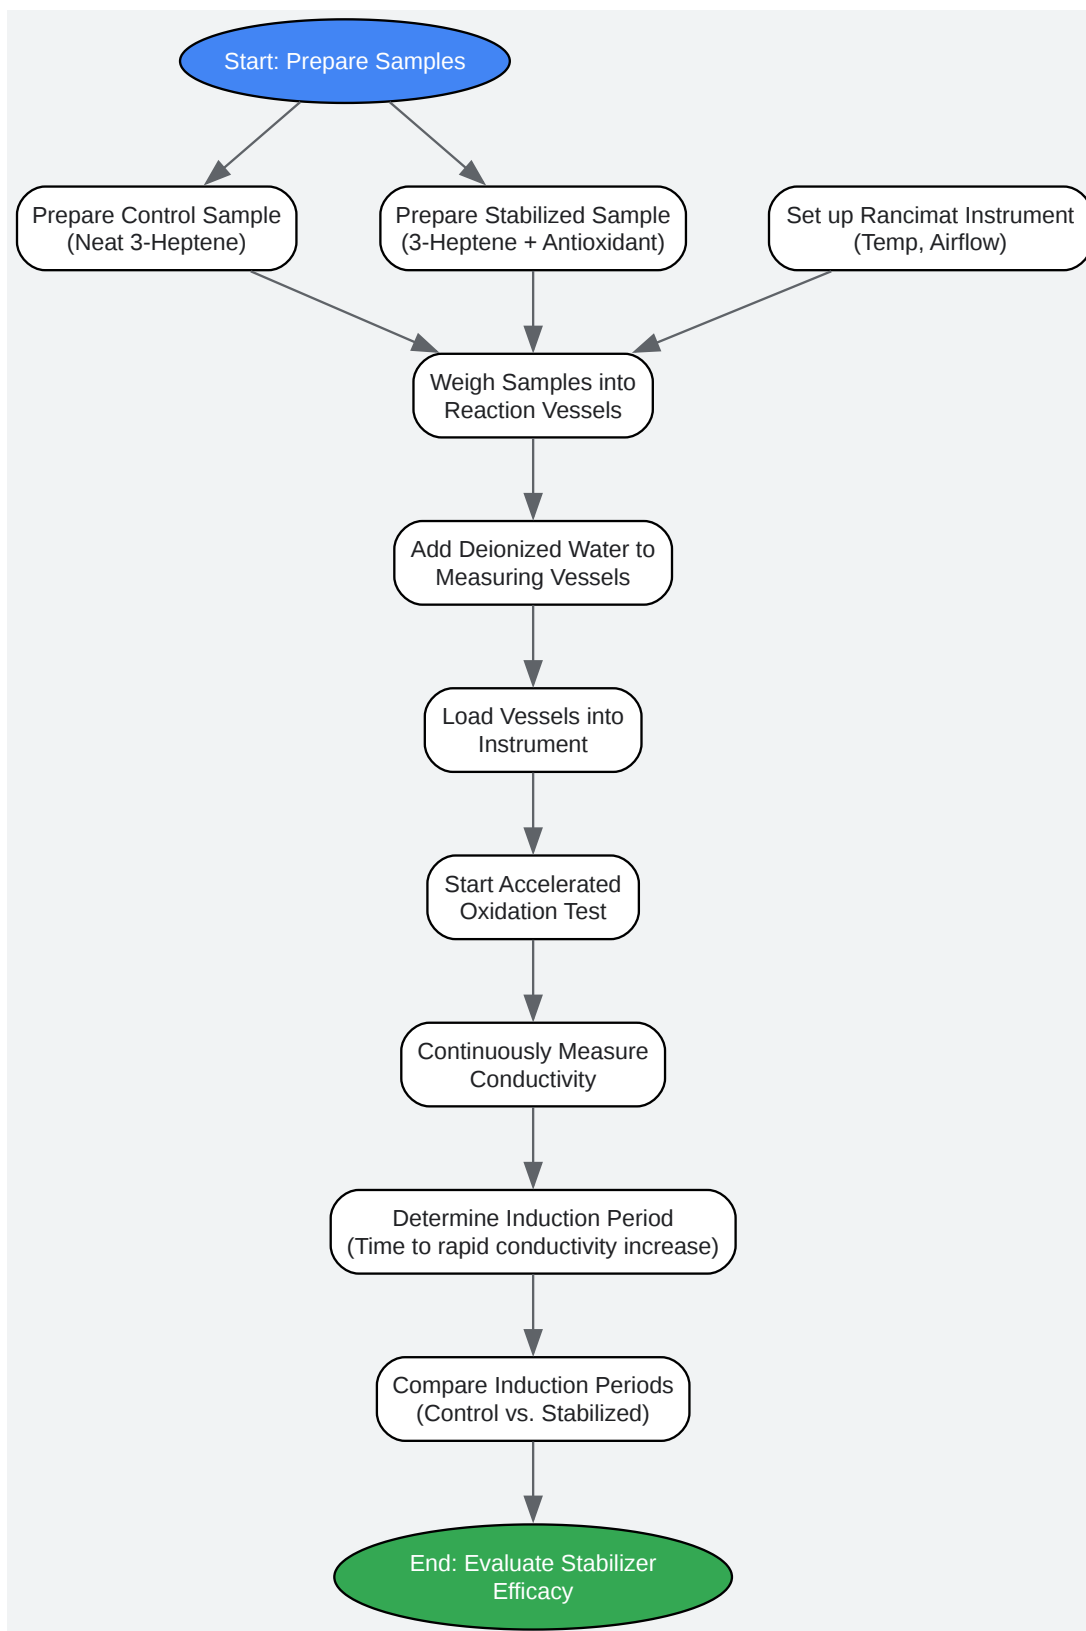 Start: Prepare Samples
Prepare Control Sample
(Neat 3-Heptene)
Prepare Stabilized Sample
(3-Heptene + Antioxidant)
Set up Rancimat Instrument
(Temp, Airflow)
Weigh Samples into
Reaction Vessels
Add Deionized Water to
Measuring Vessels
Load Vessels into
Instrument
Start Accelerated
Oxidation Test
Continuously Measure
Conductivity
Determine Induction Period
(Time to rapid conductivity increase)
Compare Induction Periods
(Control vs. Stabilized)
End: Evaluate Stabilizer
Efficacy